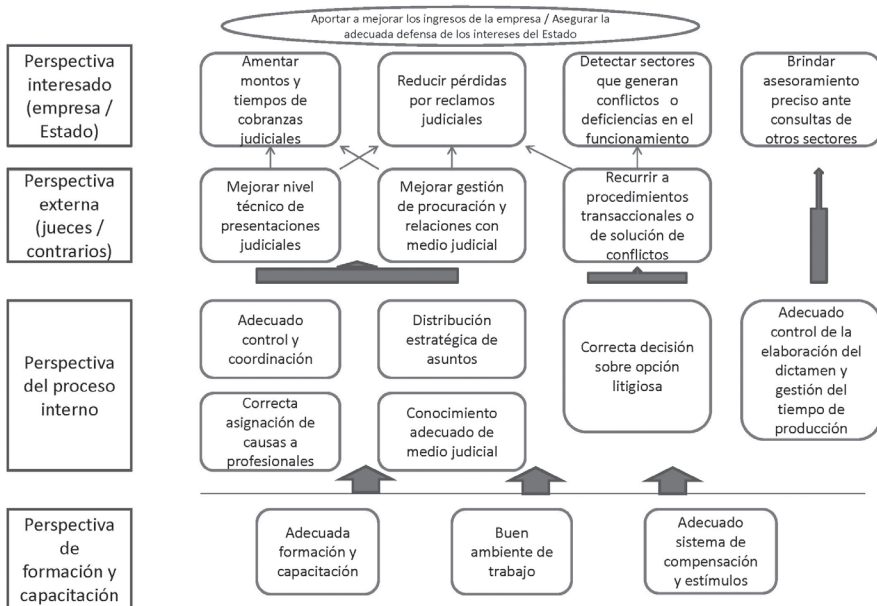 Aportar a mejorar los ingresos de la empresa / Asegurar la
adecuada defensa de los intereses del Estado
Perspectiva
interesado
(empresa /
Estado)
Amentar
montos y
tiempos de
cobranzas
judiciales
Reducir pérdidas
por reclamos
judiciales
Detectar sectores
que generan
conflictos o
deficiencias en el
funcionamiento
Brindar
asesoramiento
preciso ante
consultas de
otros sectores
Perspectiva
externa
(jueces /
contrarios)
Mejorar nivel
técnico de
presentaciones
judiciales
Mejorar gestión
de procuración y
relaciones con
medio judicial
Recurrir a
procedimientos
transaccionales o
de solución de
conflictos
Perspectiva
del proceso
interno
Adecuado
control y
coordinación
Distribución
estratégica de
asuntos
Correcta decisión
sobre opción
litigiosa
Adecuado
control de la
elaboración del
dictamen y
gestión del
tiempo de
producción
Correcta
asignación de
causas a
profesionales
Conocimiento
adecuado de
medio judicial
Perspectiva
de
formación y
capacitación
Adecuada
formación y
capacitación
Buen
ambiente de
trabajo
Adecuado
sistema de
compensación
y estímulos